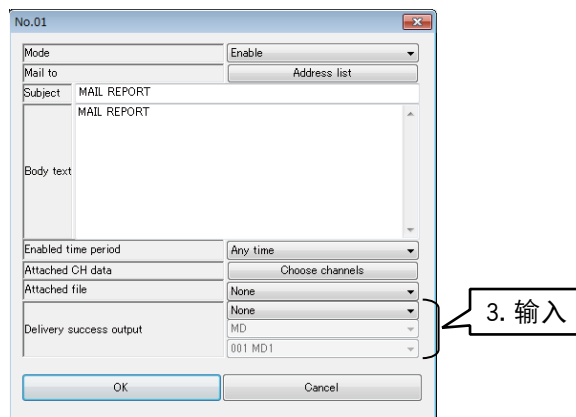 No.01
Mode Enable
Mail to Address list
Subject MAIL REPORT
MAIL REPORT
Body text
Enabled time period Any time
Attached CH data Choose channels
Attached file None
None
Delivery success output MD
001 MD1
3. 输入
OK Cancel